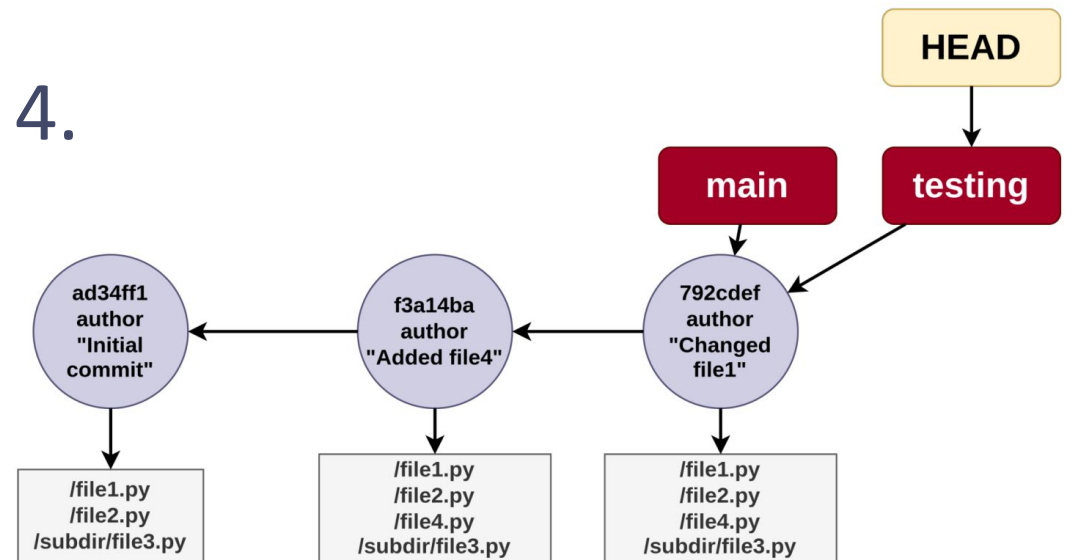 4.
HEAD
main
testing
ad34ff1
author
"Initial
commit"
f3a14ba
author
"Added file4"
792cdef
author
"Changed
file1"
/file1.py
/file2.py
/subdir/file3.py
/file1.py
/file2.py
/file4.py
/subdir/file3.py
/file1.py
/file2.py
/file4.py
/subdir/file3.py